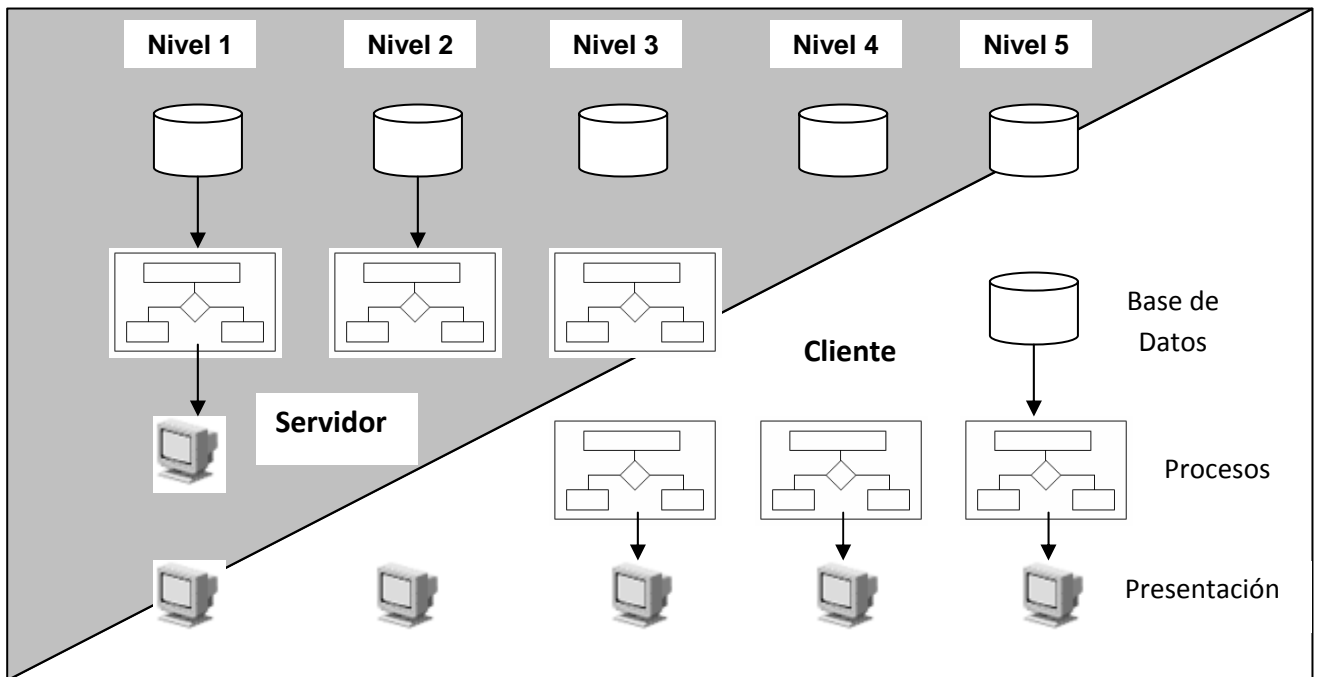 Nivel 1
Nivel 2
Nivel 3
Nivel 4
Nivel 5
Base de
Datos
Cliente
Servidor
Procesos
Presentación